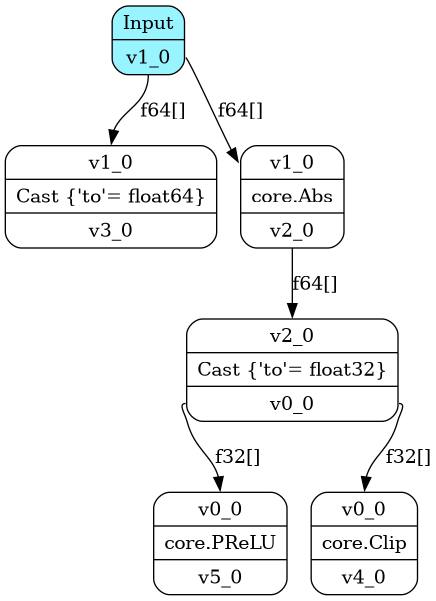 Input
v1_0
f64[]
f64[]
v1_0
Cast {'to'= float64}
v3_0
v1_0
core.Abs
v2_0
f64[]
v2_0
Cast {'to'= float32}
v0_0
f32[]
f32[]
v0_0
core.PReLU
v5_0
v0_0
core.Clip
v4_0